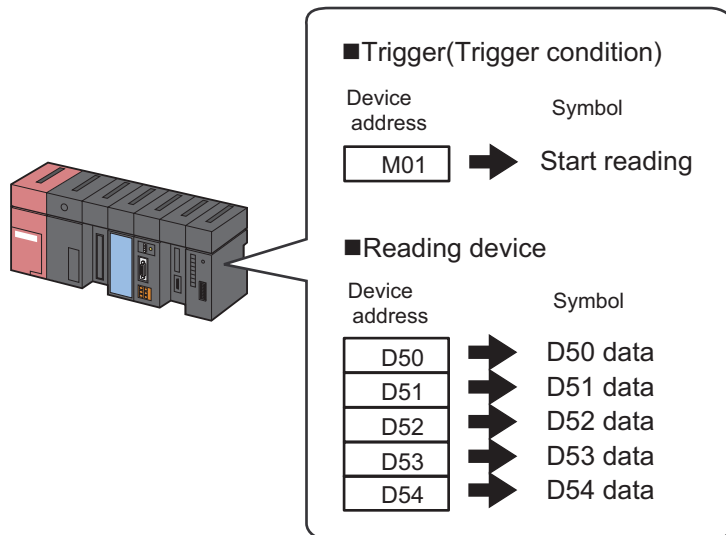 ■Trigger(Trigger condition)
Device address Symbol
M01 Start reading
■Reading device
Device address Symbol
D50 D50 data
D51 D51 data
D52 D52 data
D53 D53 data
D54 D54 data